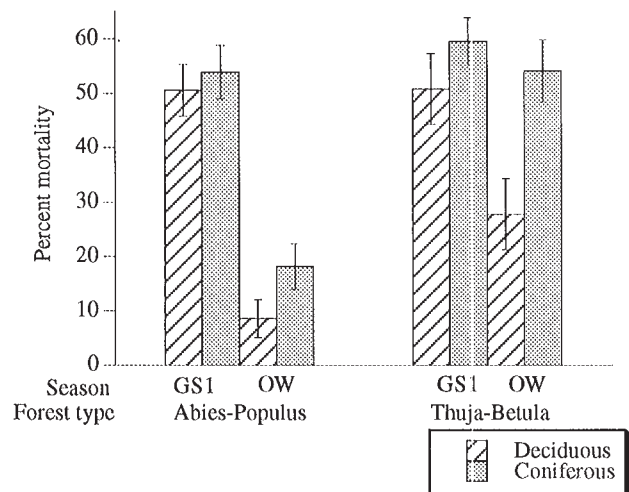 Percent mortality
60
50
40
30
20
10
0
Season GS1 OW GS1 OW
Forest type Abies-Populus Thuja-Betula
Deciduous
Coniferous